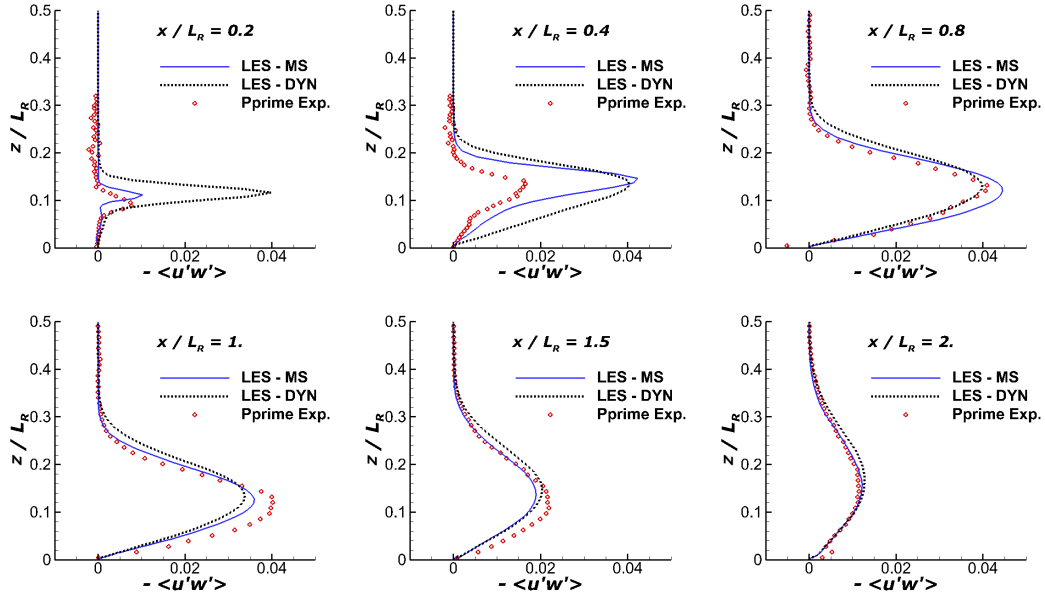 x / L_R = 0.2
LES - MS
LES - DYN
Pprime Exp.
z / L_R
0.5
0.4
0.3
0.2
0.1
0
0 0.02 0.04
- <u'w'>
x / L_R = 0.4
LES - MS
LES - DYN
Pprime Exp.
z / L_R
0.5
0.4
0.3
0.2
0.1
0
0 0.02 0.04
- <u'w'>
x / L_R = 0.8
LES - MS
LES - DYN
Pprime Exp.
z / L_R
0.5
0.4
0.3
0.2
0.1
0
0 0.02 0.04
- <u'w'>
x / L_R = 1.
LES - MS
LES - DYN
Pprime Exp.
z / L_R
0.5
0.4
0.3
0.2
0.1
0
0 0.02 0.04
- <u'w'>
x / L_R = 1.5
LES - MS
LES - DYN
Pprime Exp.
z / L_R
0.5
0.4
0.3
0.2
0.1
0
0 0.02 0.04
- <u'w'>
x / L_R = 2.
LES - MS
LES - DYN
Pprime Exp.
z / L_R
0.5
0.4
0.3
0.2
0.1
0
0 0.02 0.04
- <u'w'>